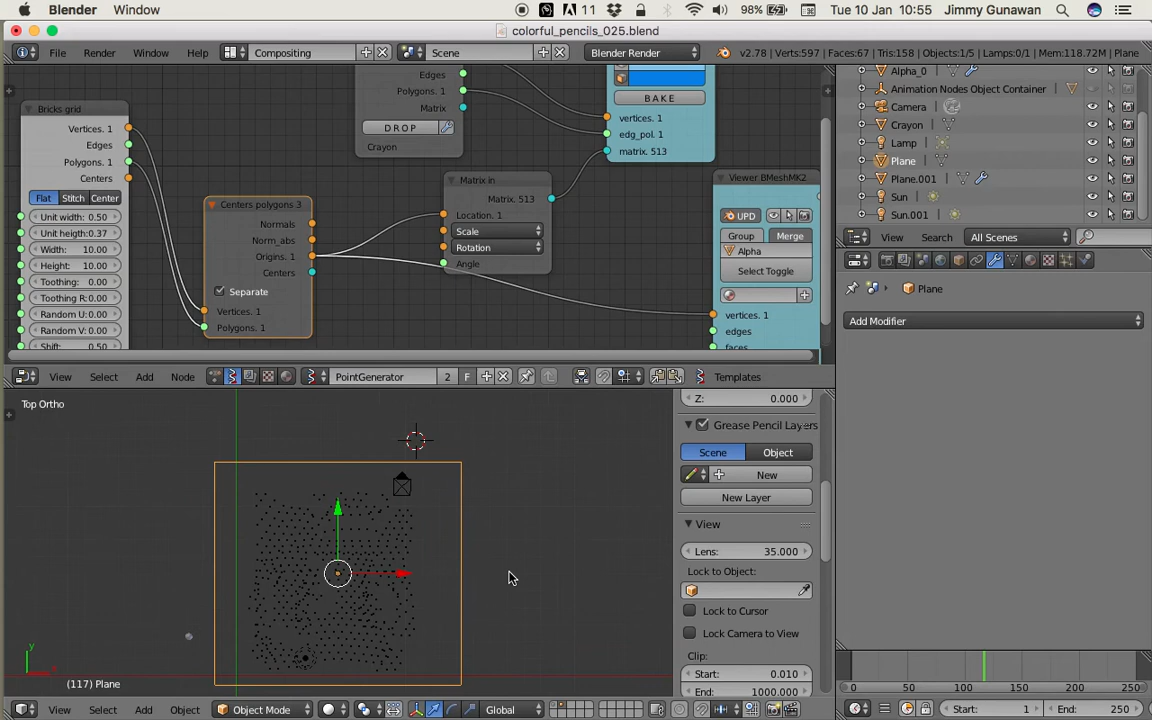 Blender Window 11 98% Tue 10 Jan 10:55 Jimmy Gunawan
colorful_pencils_025.blend
File Render Window Help Compositing Scene Blender Render v2.78 | Verts:597 | Faces:67 | Tris:158 | Objects:1/5 | Lamps:0/1 | Mem:118.72M | Plane
Edges
Polygons. 1
Matrix
DROP
Crayon
BAKE
vertices. 1
edg_pol. 1
matrix. 513
Bricks grid
Vertices. 1
Edges
Polygons. 1
Centers
Flat Stitch Center
Unit width: 0.50
Unit heigth: 0.37
Width: 10.00
Height: 10.00
Toothing: 0.00
Toothing R: 0.00
Random U: 0.00
Random V: 0.00
Shift: 0.50
Centers polygons 3
Normals
Norm_abs
Origins. 1
Centers
Separate
Vertices. 1
Polygons. 1
Matrix in
Matrix. 513
Location. 1
Scale
Rotation
Angle
Viewer BMeshMK2
UPD
Group Merge
Alpha
Select Toggle
vertices. 1
edges
faces
View Select Add Node PointGenerator 2 F Templates
Alpha_0
Animation Nodes Object Container
Camera
Crayon
Lamp
Plane
Plane.001
Sun
Sun.001
View Search All Scenes
Plane
Add Modifier
Top Ortho
y
x
(117) Plane
Z: 0.000
Grease Pencil Layers
Scene Object
New
New Layer
View
Lens: 35.000
Lock to Object:
Lock to Cursor
Lock Camera to View
Clip:
Start: 0.010
End: 1000.000
View Select Add Object Object Mode Global
0 50 100 150 200 250
Start: 1 End: 250